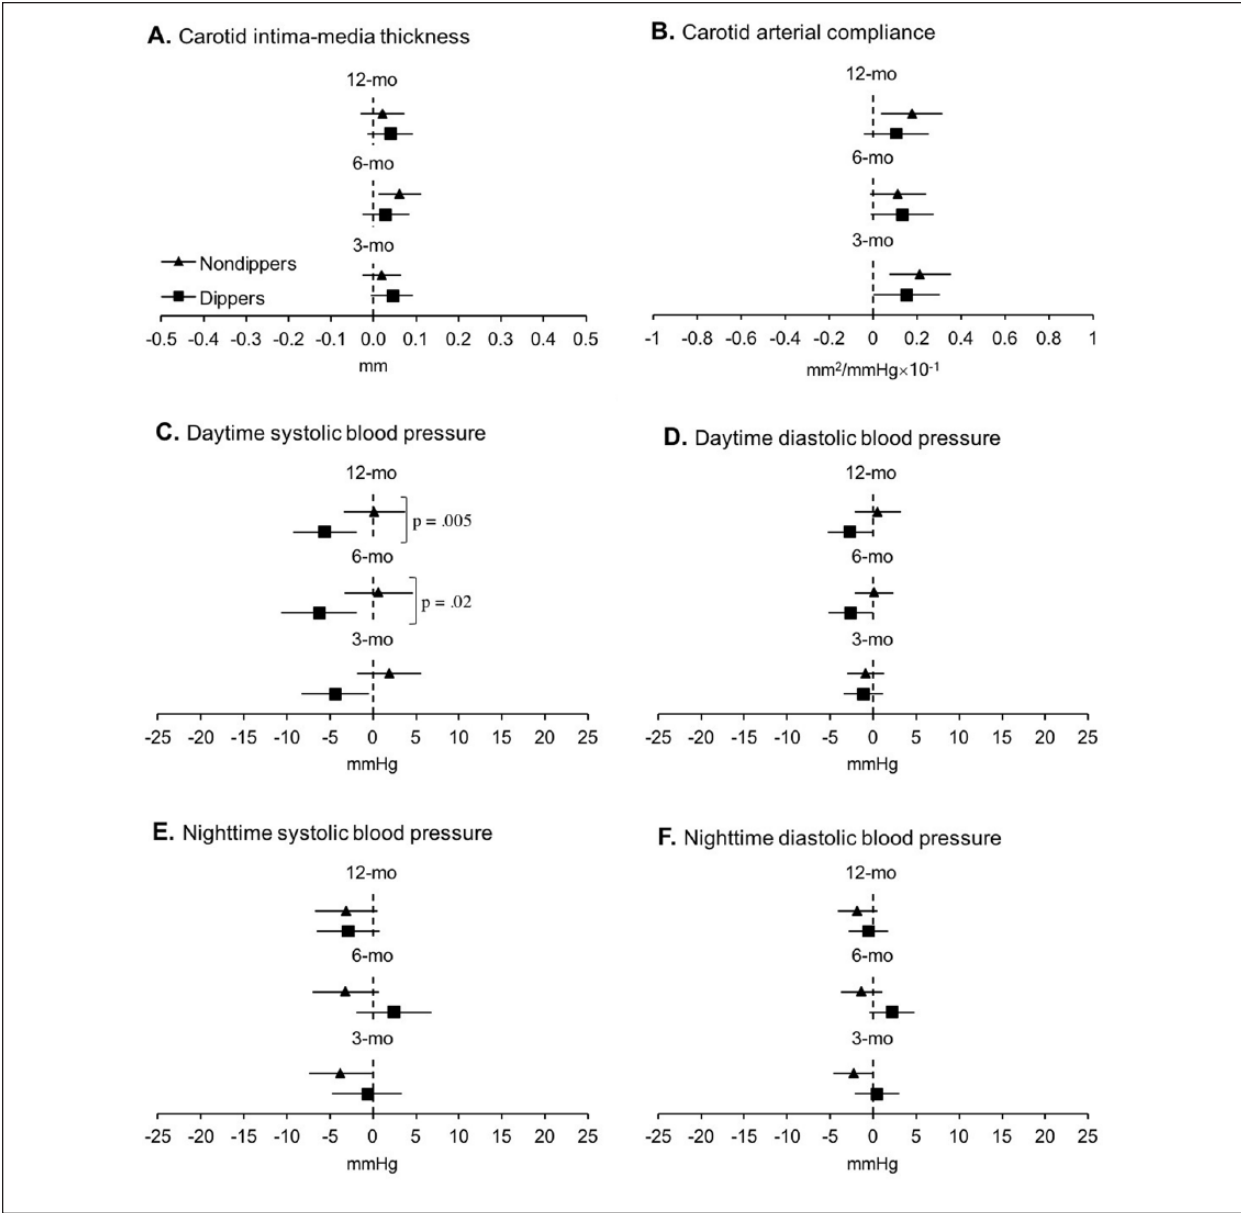 A. Carotid intima-media thickness
12-mo
6-mo
3-mo
Nondippers
Dippers
-0.5 -0.4 -0.3 -0.2 -0.1 0.0 0.1 0.2 0.3 0.4 0.5
mm
B. Carotid arterial compliance
12-mo
6-mo
3-mo
-1 -0.8 -0.6 -0.4 -0.2 0 0.2 0.4 0.6 0.8 1
mm²/mmHg×10⁻¹
C. Daytime systolic blood pressure
12-mo
p = .005
6-mo
p = .02
3-mo
-25 -20 -15 -10 -5 0 5 10 15 20 25
mmHg
D. Daytime diastolic blood pressure
12-mo
6-mo
3-mo
-25 -20 -15 -10 -5 0 5 10 15 20 25
mmHg
E. Nighttime systolic blood pressure
12-mo
6-mo
3-mo
-25 -20 -15 -10 -5 0 5 10 15 20 25
mmHg
F. Nighttime diastolic blood pressure
12-mo
6-mo
3-mo
-25 -20 -15 -10 -5 0 5 10 15 20 25
mmHg